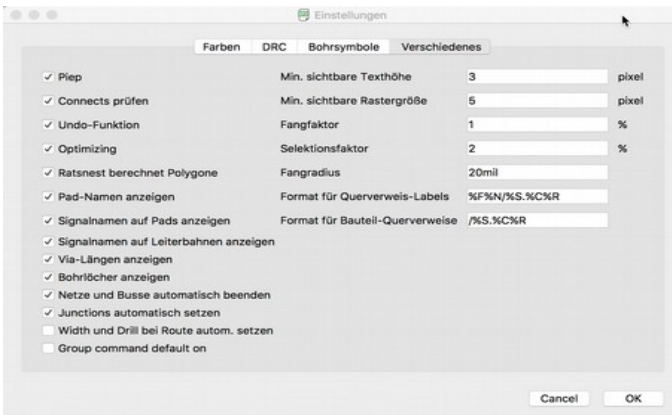 Einstellungen
Farben DRC Bohrsymbole Verschiedenes
Piep Min. sichtbare Texthöhe 3 pixel
Connects prüfen Min. sichtbare Rastergröße 5 pixel
Undo-Funktion Fangfaktor 1 %
Optimizing Selektionsfaktor 2 %
Ratsnest berechnet Polygone Fangradius 20mil
Pad-Namen anzeigen Format für Querverweis-Labels %F%N/%S.%C%R
Signalnamen auf Pads anzeigen Format für Bauteil-Querverweise /%S.%C%R
Signalnamen auf Leiterbahnen anzeigen
Via-Längen anzeigen
Bohrlöcher anzeigen
Netze und Busse automatisch beenden
Junctions automatisch setzen
Width und Drill bei Route autom. setzen
Group command default on
Cancel OK